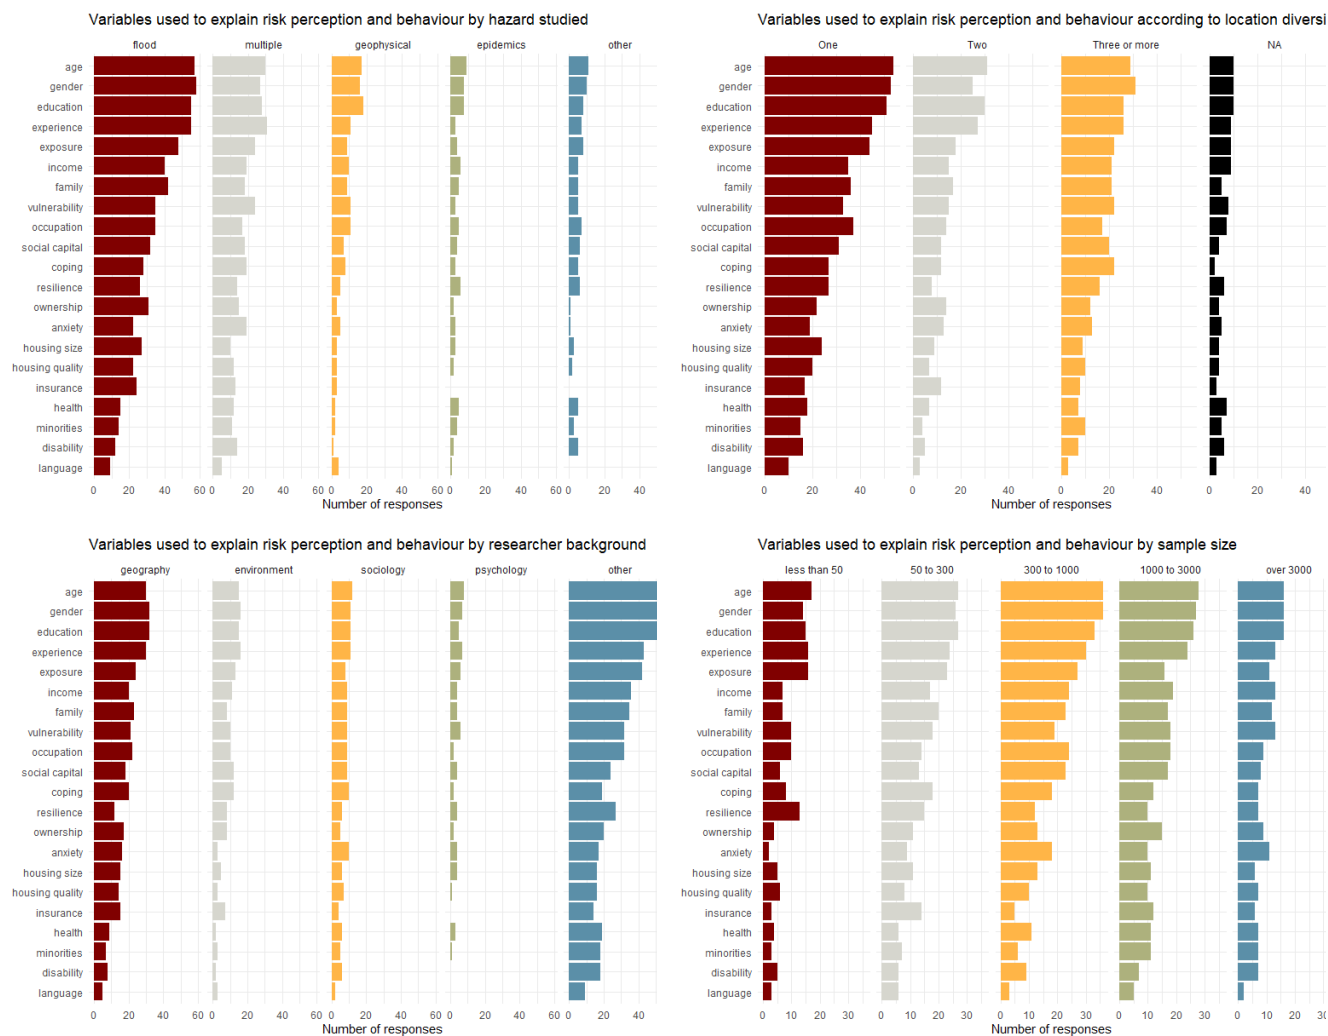 Variables used to explain risk perception and behaviour by hazard studied
flood multiple geophysical epidemics other
age
gender
education
experience
exposure
income
family
vulnerability
occupation
social capital
coping
resilience
ownership
anxiety
housing size
housing quality
insurance
health
minorities
disability
language
0 20 40 60 0 20 40 60 0 20 40 60 0 20 40 60 0 20 40
Number of responses
Variables used to explain risk perception and behaviour according to location diversi
One Two Three or more NA
age
gender
education
experience
exposure
income
family
vulnerability
occupation
social capital
coping
resilience
ownership
anxiety
housing size
housing quality
insurance
health
minorities
disability
language
0 20 40 0 20 40 0 20 40 0 20 40
Number of responses
Variables used to explain risk perception and behaviour by researcher background
geography environment sociology psychology other
age
gender
education
experience
exposure
income
family
vulnerability
occupation
social capital
coping
resilience
ownership
anxiety
housing size
housing quality
insurance
health
minorities
disability
language
0 20 40 60 0 20 40 60 0 20 40 60 0 20 40 60 0 20 40
Number of responses
Variables used to explain risk perception and behaviour by sample size
less than 50 50 to 300 300 to 1000 1000 to 3000 over 3000
age
gender
education
experience
exposure
income
family
vulnerability
occupation
social capital
coping
resilience
ownership
anxiety
housing size
housing quality
insurance
health
minorities
disability
language
0 10 20 30 0 10 20 30 0 10 20 30 0 10 20 30 0 10 20 30
Number of responses